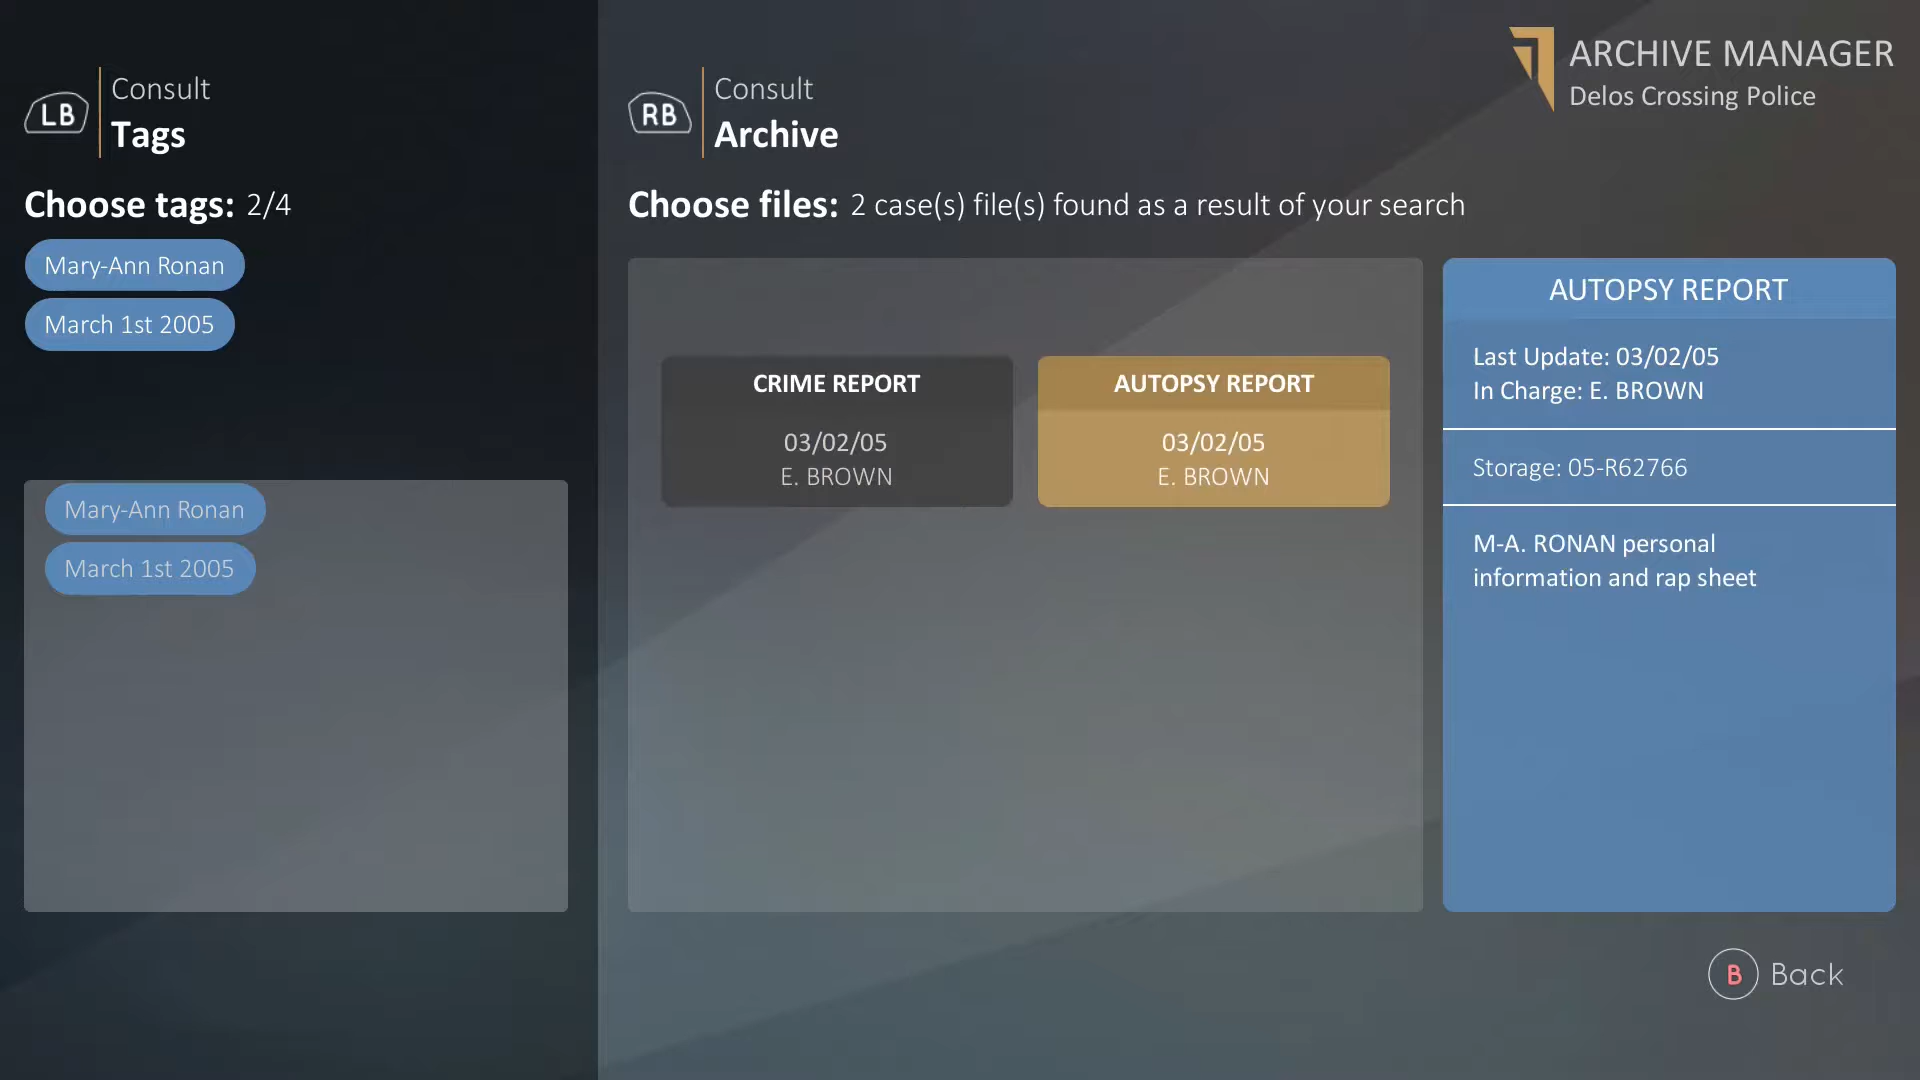 LB
Consult
Tags
Choose tags: 2/4
Mary-Ann Ronan
March 1st 2005
Mary-Ann Ronan
March 1st 2005
RB
Consult
Archive
Choose files: 2 case(s) file(s) found as a result of your search
CRIME REPORT
03/02/05
E. BROWN
AUTOPSY REPORT
03/02/05
E. BROWN
ARCHIVE MANAGER
Delos Crossing Police
AUTOPSY REPORT
Last Update: 03/02/05
In Charge: E. BROWN
Storage: 05-R62766
M-A. RONAN personal
information and rap sheet
B Back